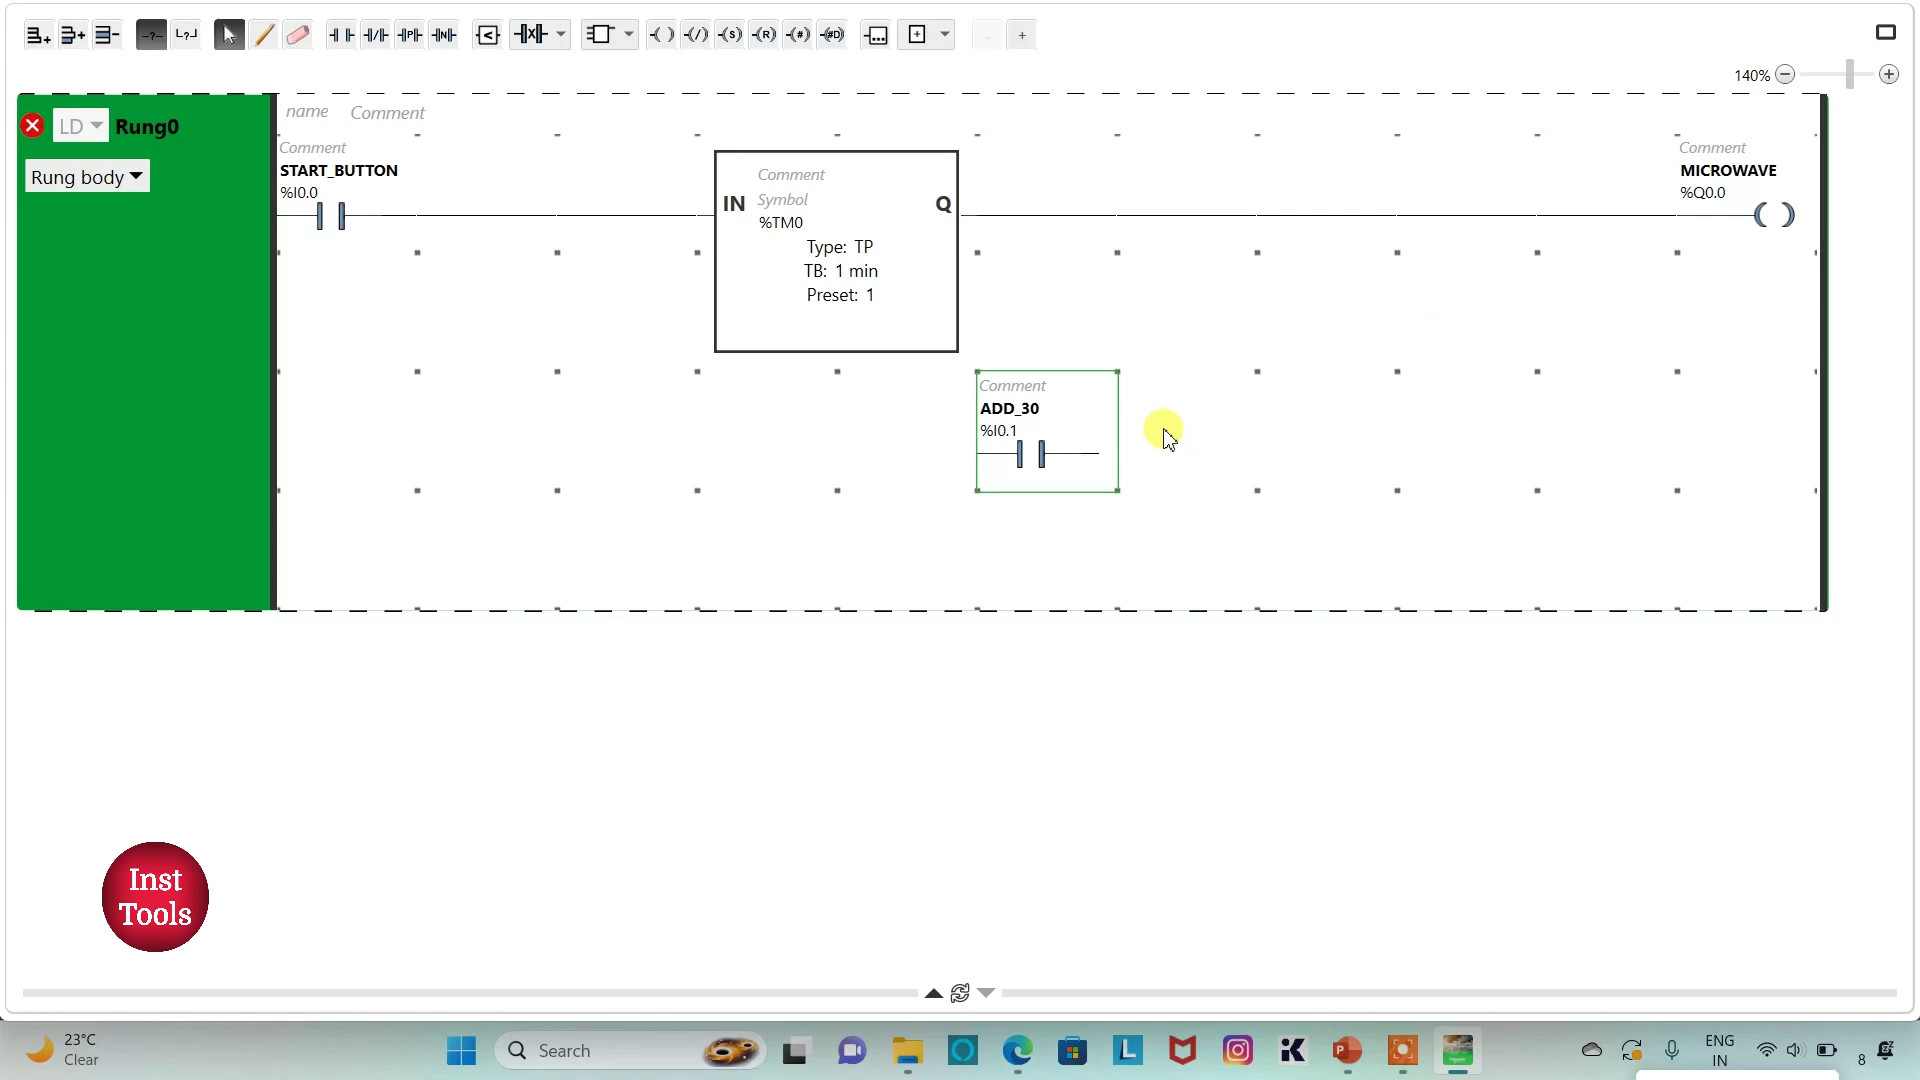 140%
LD
Rung0
name Comment
Rung body
Comment
START_BUTTON
%I0.0
IN
Comment
Symbol
%TM0
Q
Type: TP
TB: 1 min
Preset: 1
Comment
MICROWAVE
%Q0.0
Comment
ADD_30
%I0.1
Inst
Tools
23°C
Clear
Search
ENG
IN
8